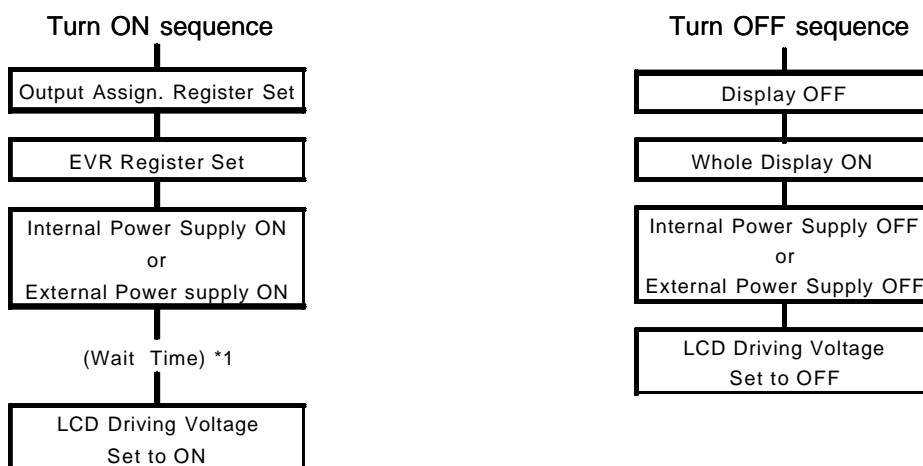 Turn ON sequence
Output Assign. Register Set
EVR Register Set
Internal Power Supply ON
or
External Power supply ON
(Wait Time) *1
LCD Driving Voltage
Set to ON
Turn OFF sequence
Display OFF
Whole Display ON
Internal Power Supply OFF
or
External Power Supply OFF
LCD Driving Voltage
Set to OFF